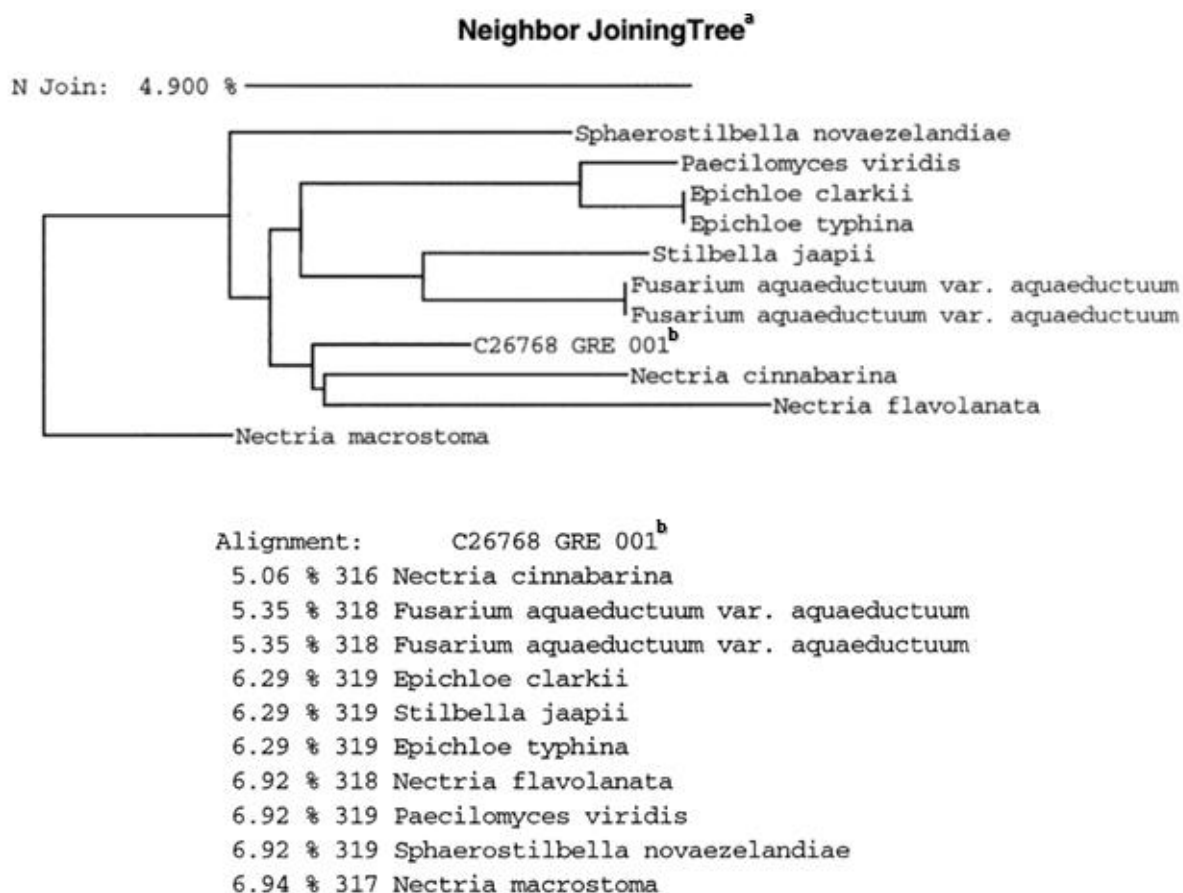 Neighbor JoiningTree^a
N Join: 4.900 %
Sphaerostilbella novaezelandiae
Paecilomyces viridis
Epichloe clarkii
Epichloe typhina
Stilbella jaapii
Fusarium aquaeductuum var. aquaeductuum
Fusarium aquaeductuum var. aquaeductuum
C26768 GRE 001^b
Nectria cinnabarina
Nectria flavolanata
Nectria macrostoma
Alignment: C26768 GRE 001^b
5.06 % 316 Nectria cinnabarina
5.35 % 318 Fusarium aquaeductuum var. aquaeductuum
5.35 % 318 Fusarium aquaeductuum var. aquaeductuum
6.29 % 319 Epichloe clarkii
6.29 % 319 Stilbella jaapii
6.29 % 319 Epichloe typhina
6.92 % 318 Nectria flavolanata
6.92 % 319 Paecilomyces viridis
6.92 % 319 Sphaerostilbella novaezelandiae
6.94 % 317 Nectria macrostoma